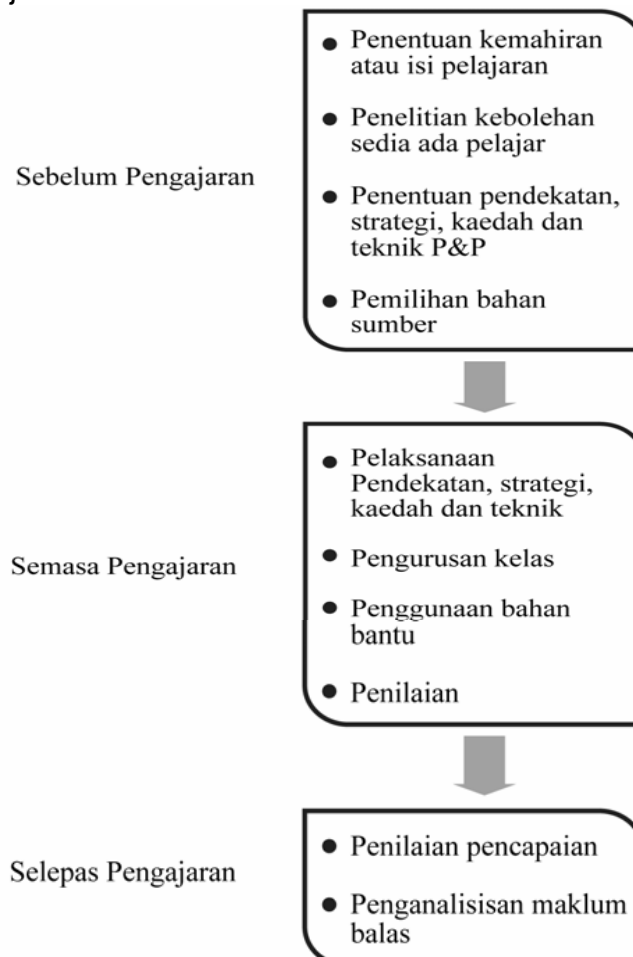 Sebelum Pengajaran
● Penentuan kemahiran
atau isi pelajaran
● Penelitian kebolehan
sedia ada pelajar
● Penentuan pendekatan,
strategi, kaedah dan
teknik P&P
● Pemilihan bahan
sumber
Semasa Pengajaran
● Pelaksanaan
Pendekatan, strategi,
kaedah dan teknik
● Pengurusan kelas
● Penggunaan bahan
bantu
● Penilaian
Selepas Pengajaran
● Penilaian pencapaian
● Penganalisisan maklum
balas